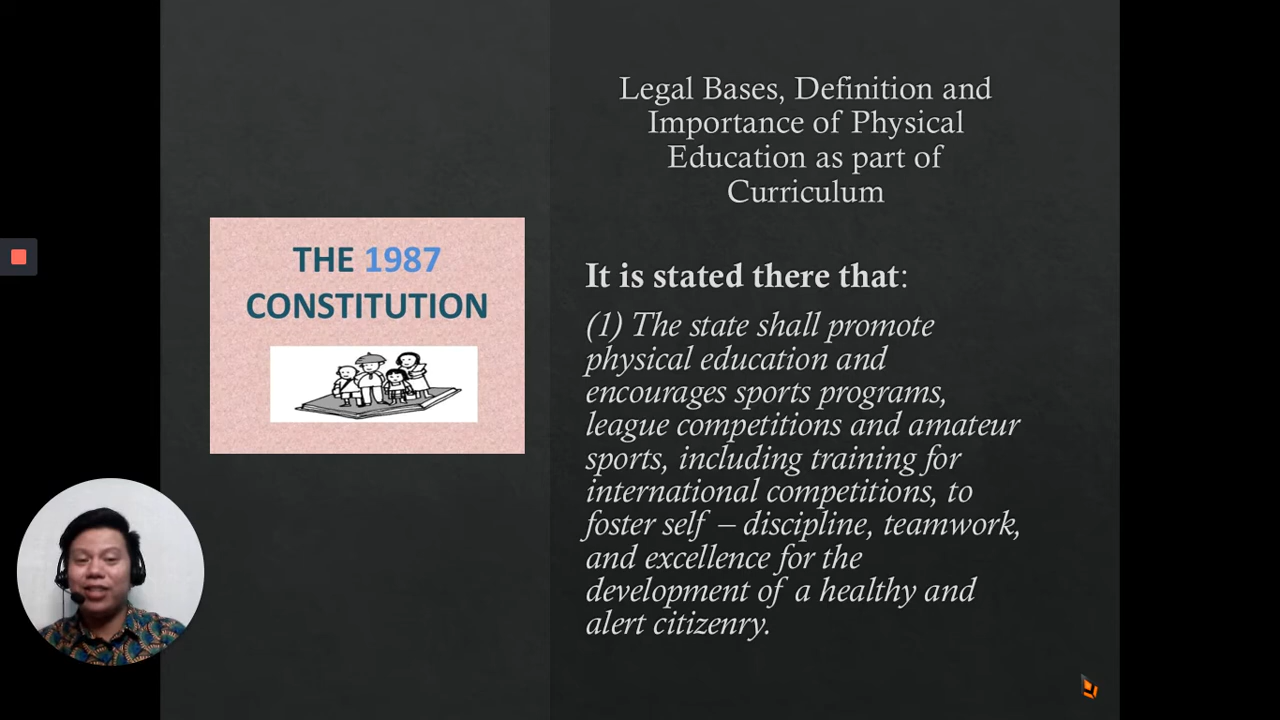 Legal Bases, Definition and
Importance of Physical
Education as part of
Curriculum
THE 1987
CONSTITUTION
It is stated there that:
(1) The state shall promote
physical education and
encourages sports programs,
league competitions and amateur
sports, including training for
international competitions, to
foster self – discipline, teamwork,
and excellence for the
development of a healthy and
alert citizenry.